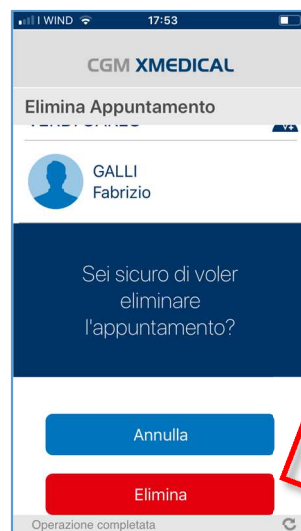 I WIND 17:53
CGM XMEDICAL
Elimina Appuntamento
GALLI
Fabrizio
Sei sicuro di voler
eliminare
l'appuntamento?
Annulla
Elimina
Operazione completata